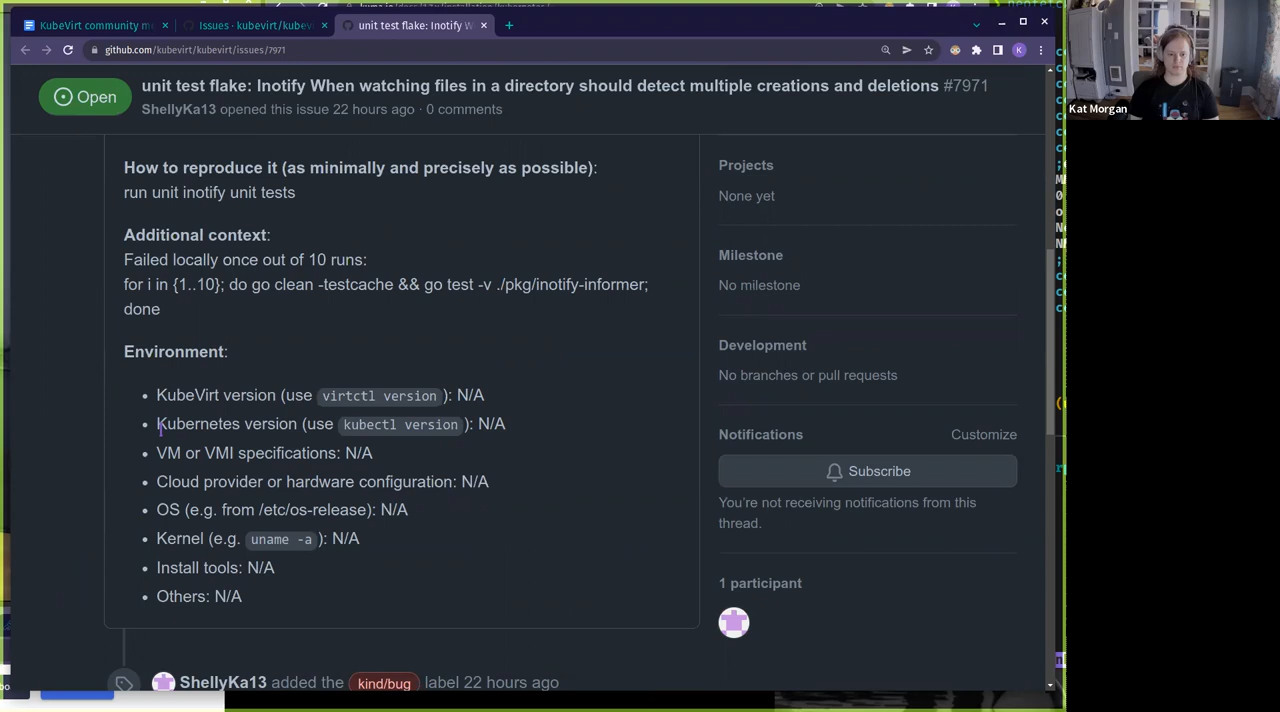 KubeVirt community m
Issues · kubevirt/kubev
unit test flake: Inotify W
github.com/kubevirt/kubevirt/issues/7971
K
Open
unit test flake: Inotify When watching files in a directory should detect multiple creations and deletions #7971
ShellyKa13 opened this issue 22 hours ago · 0 comments
How to reproduce it (as minimally and precisely as possible):
run unit inotify unit tests
Additional context:
Failed locally once out of 10 runs:
for i in {1..10}; do go clean -testcache && go test -v ./pkg/inotify-informer;
done
Environment:
KubeVirt version (use virtctl version): N/A
Kubernetes version (use kubectl version): N/A
VM or VMI specifications: N/A
Cloud provider or hardware configuration: N/A
OS (e.g. from /etc/os-release): N/A
Kernel (e.g. uname -a): N/A
Install tools: N/A
Others: N/A
ShellyKa13 added the kind/bug label 22 hours ago
Projects
None yet
Milestone
No milestone
Development
No branches or pull requests
Notifications Customize
Subscribe
You're not receiving notifications from this
thread.
1 participant
Kat Morgan